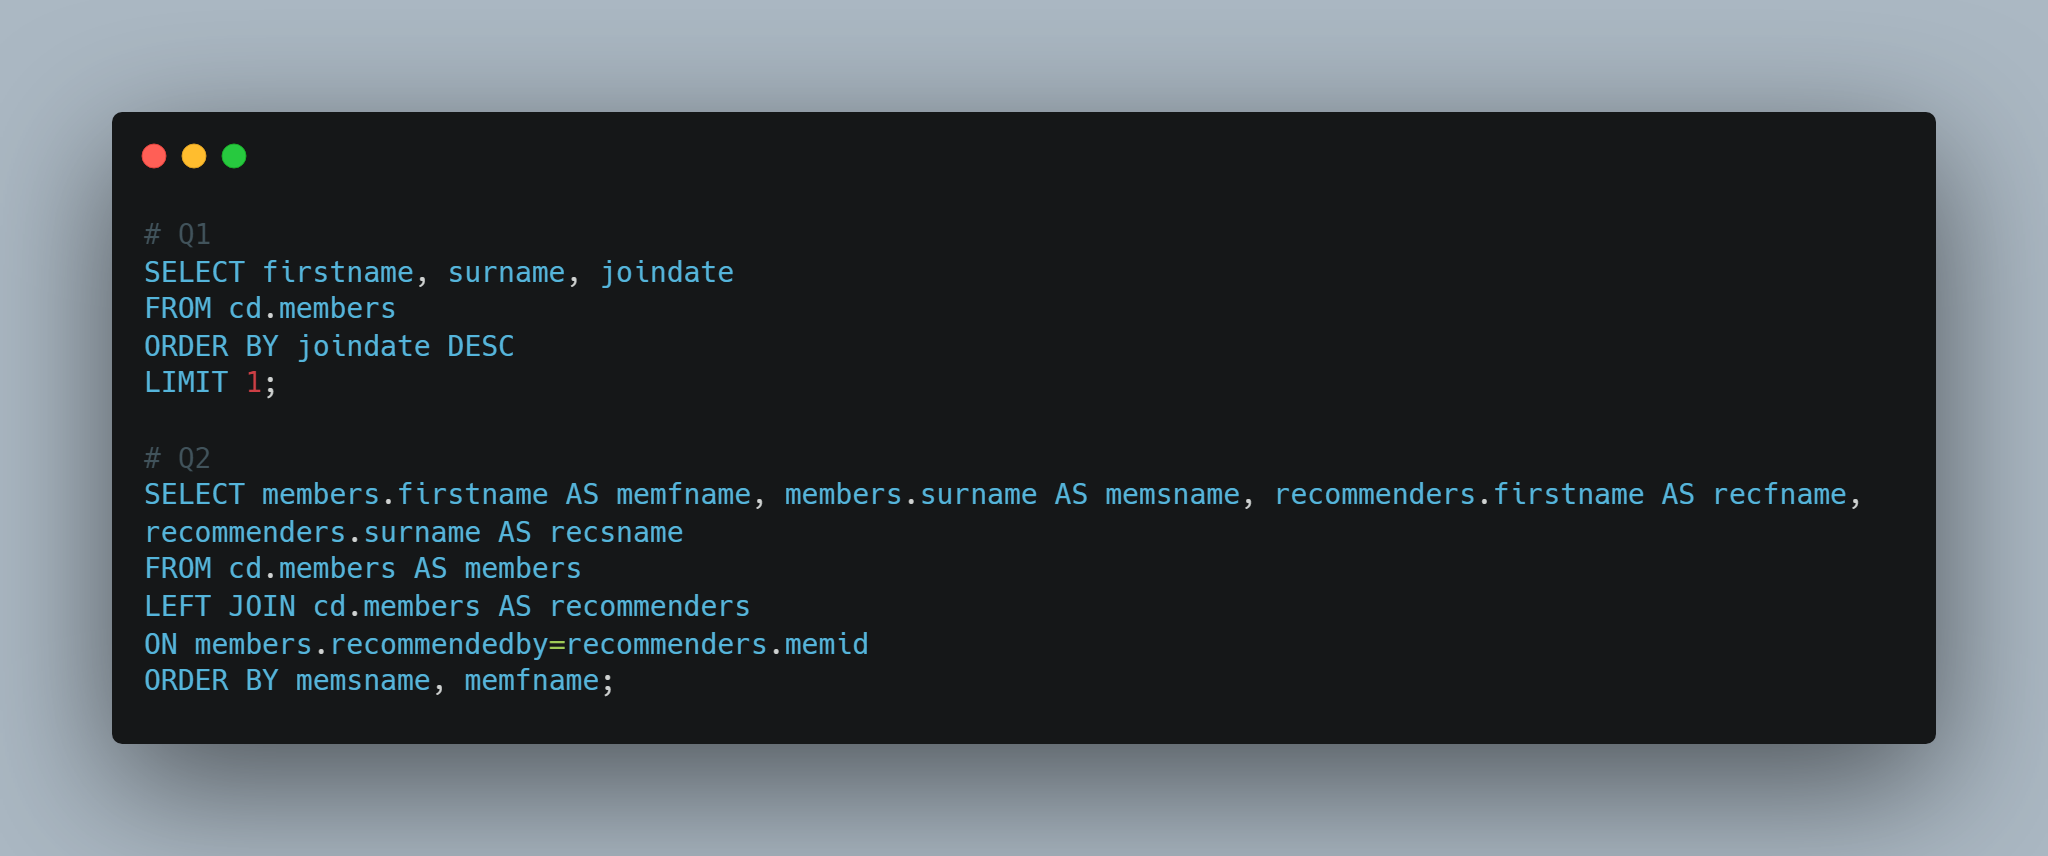 # Q1
SELECT firstname, surname, joindate
FROM cd.members
ORDER BY joindate DESC
LIMIT 1;
# Q2
SELECT members.firstname AS memfname, members.surname AS memsname, recommenders.firstname AS recfname,
recommenders.surname AS recsname
FROM cd.members AS members
LEFT JOIN cd.members AS recommenders
ON members.recommendedby=recommenders.memid
ORDER BY memsname, memfname;